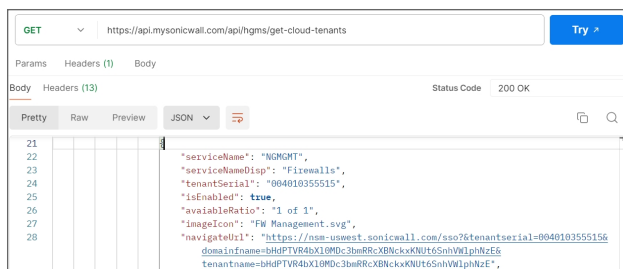 GET https://api.mysonicwall.com/api/hgms/get-cloud-tenants Try ↗
Params Headers (1) Body
Body Headers (13) Status Code 200 OK
Pretty Raw Preview JSON
21 {
22 "serviceName": "NGMGMT",
23 "serviceNameDisp": "Firewalls",
24 "tenantSerial": "004010355515",
25 "isEnabled": true,
26 "avaiableRatio": "1 of 1",
27 "imageIcon": "FW Management.svg",
28 "navigateUrl": "https://nsm-uswest.sonicwall.com/sso?&tenantserial=004010355515&
domainfname=bHdPTVR4bXl0MDc3bmRRcXBNckxKNUt6SnhVWlphNzE&
tenantname=bHdPTVR4bXl0MDc3bmRRcXBNckxKNUt6SnhVWlphNzE",